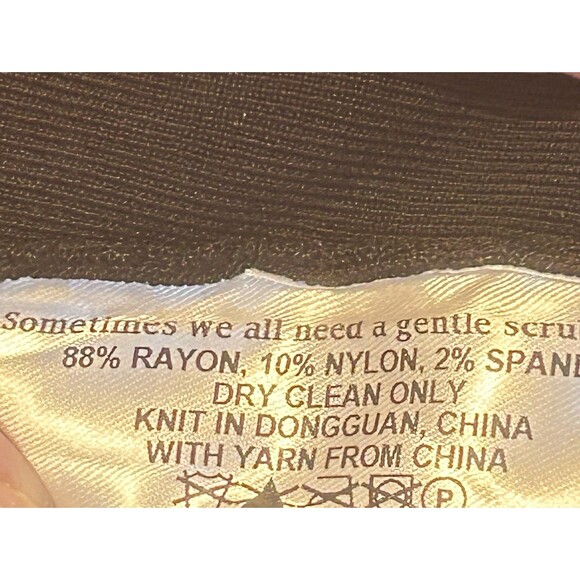 Sometimes we all need a gentle scru
88% RAYON, 10% NYLON, 2% SPAN
DRY CLEAN ONLY
KNIT IN DONGGUAN, CHINA
WITH YARN FROM CHINA
P